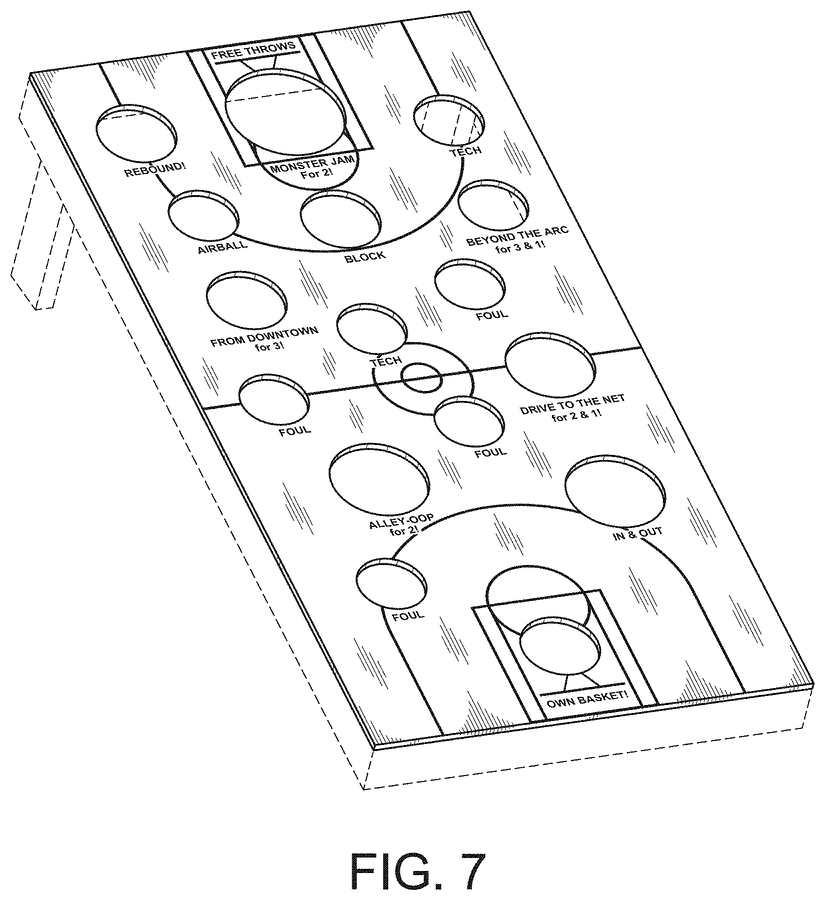 FREE THROWS
MONSTER JAM
For 2!
REBOUND!
TECH
AIRBALL
BLOCK
BEYOND THE ARC
for 3 & 1!
FOUL
FROM DOWNTOWN
for 3!
TECH
DRIVE TO THE NET
for 2 & 1!
FOUL
FOUL
ALLEY-OOP
for 2!
IN & OUT
FOUL
OWN BASKET!
FIG. 7